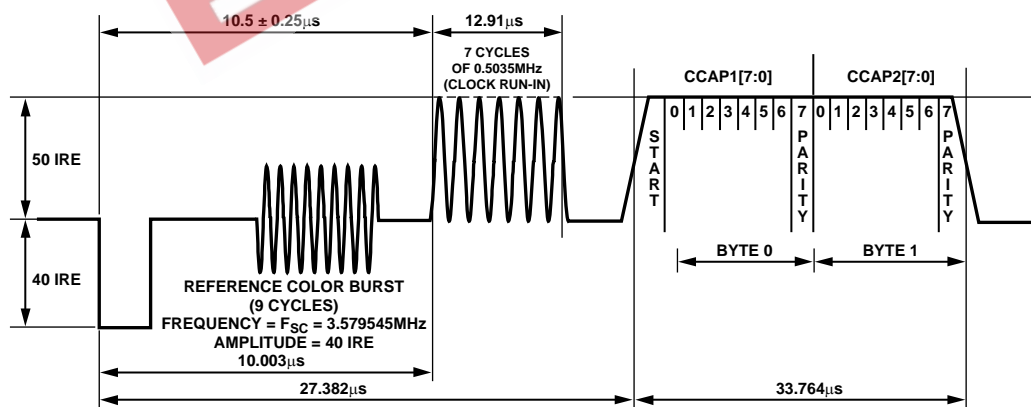 10.5 ± 0.25μs
12.91μs
7 CYCLES
OF 0.5035MHz
(CLOCK RUN-IN)
CCAP1[7:0]
CCAP2[7:0]
0 1 2 3 4 5 6 7 0 1 2 3 4 5 6 7
START
PARITY
PARITY
50 IRE
40 IRE
BYTE 0
BYTE 1
REFERENCE COLOR BURST
(9 CYCLES)
FREQUENCY = FSC = 3.579545MHz
AMPLITUDE = 40 IRE
10.003μs
27.382μs
33.764μs